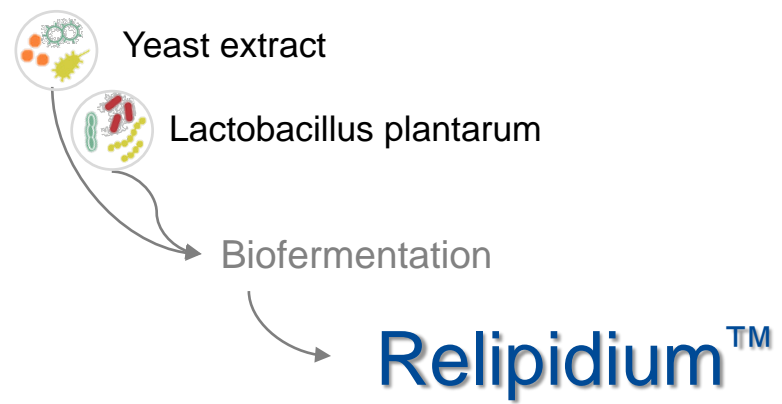 Yeast extract
Lactobacillus plantarum
Biofermentation
Relipidium™